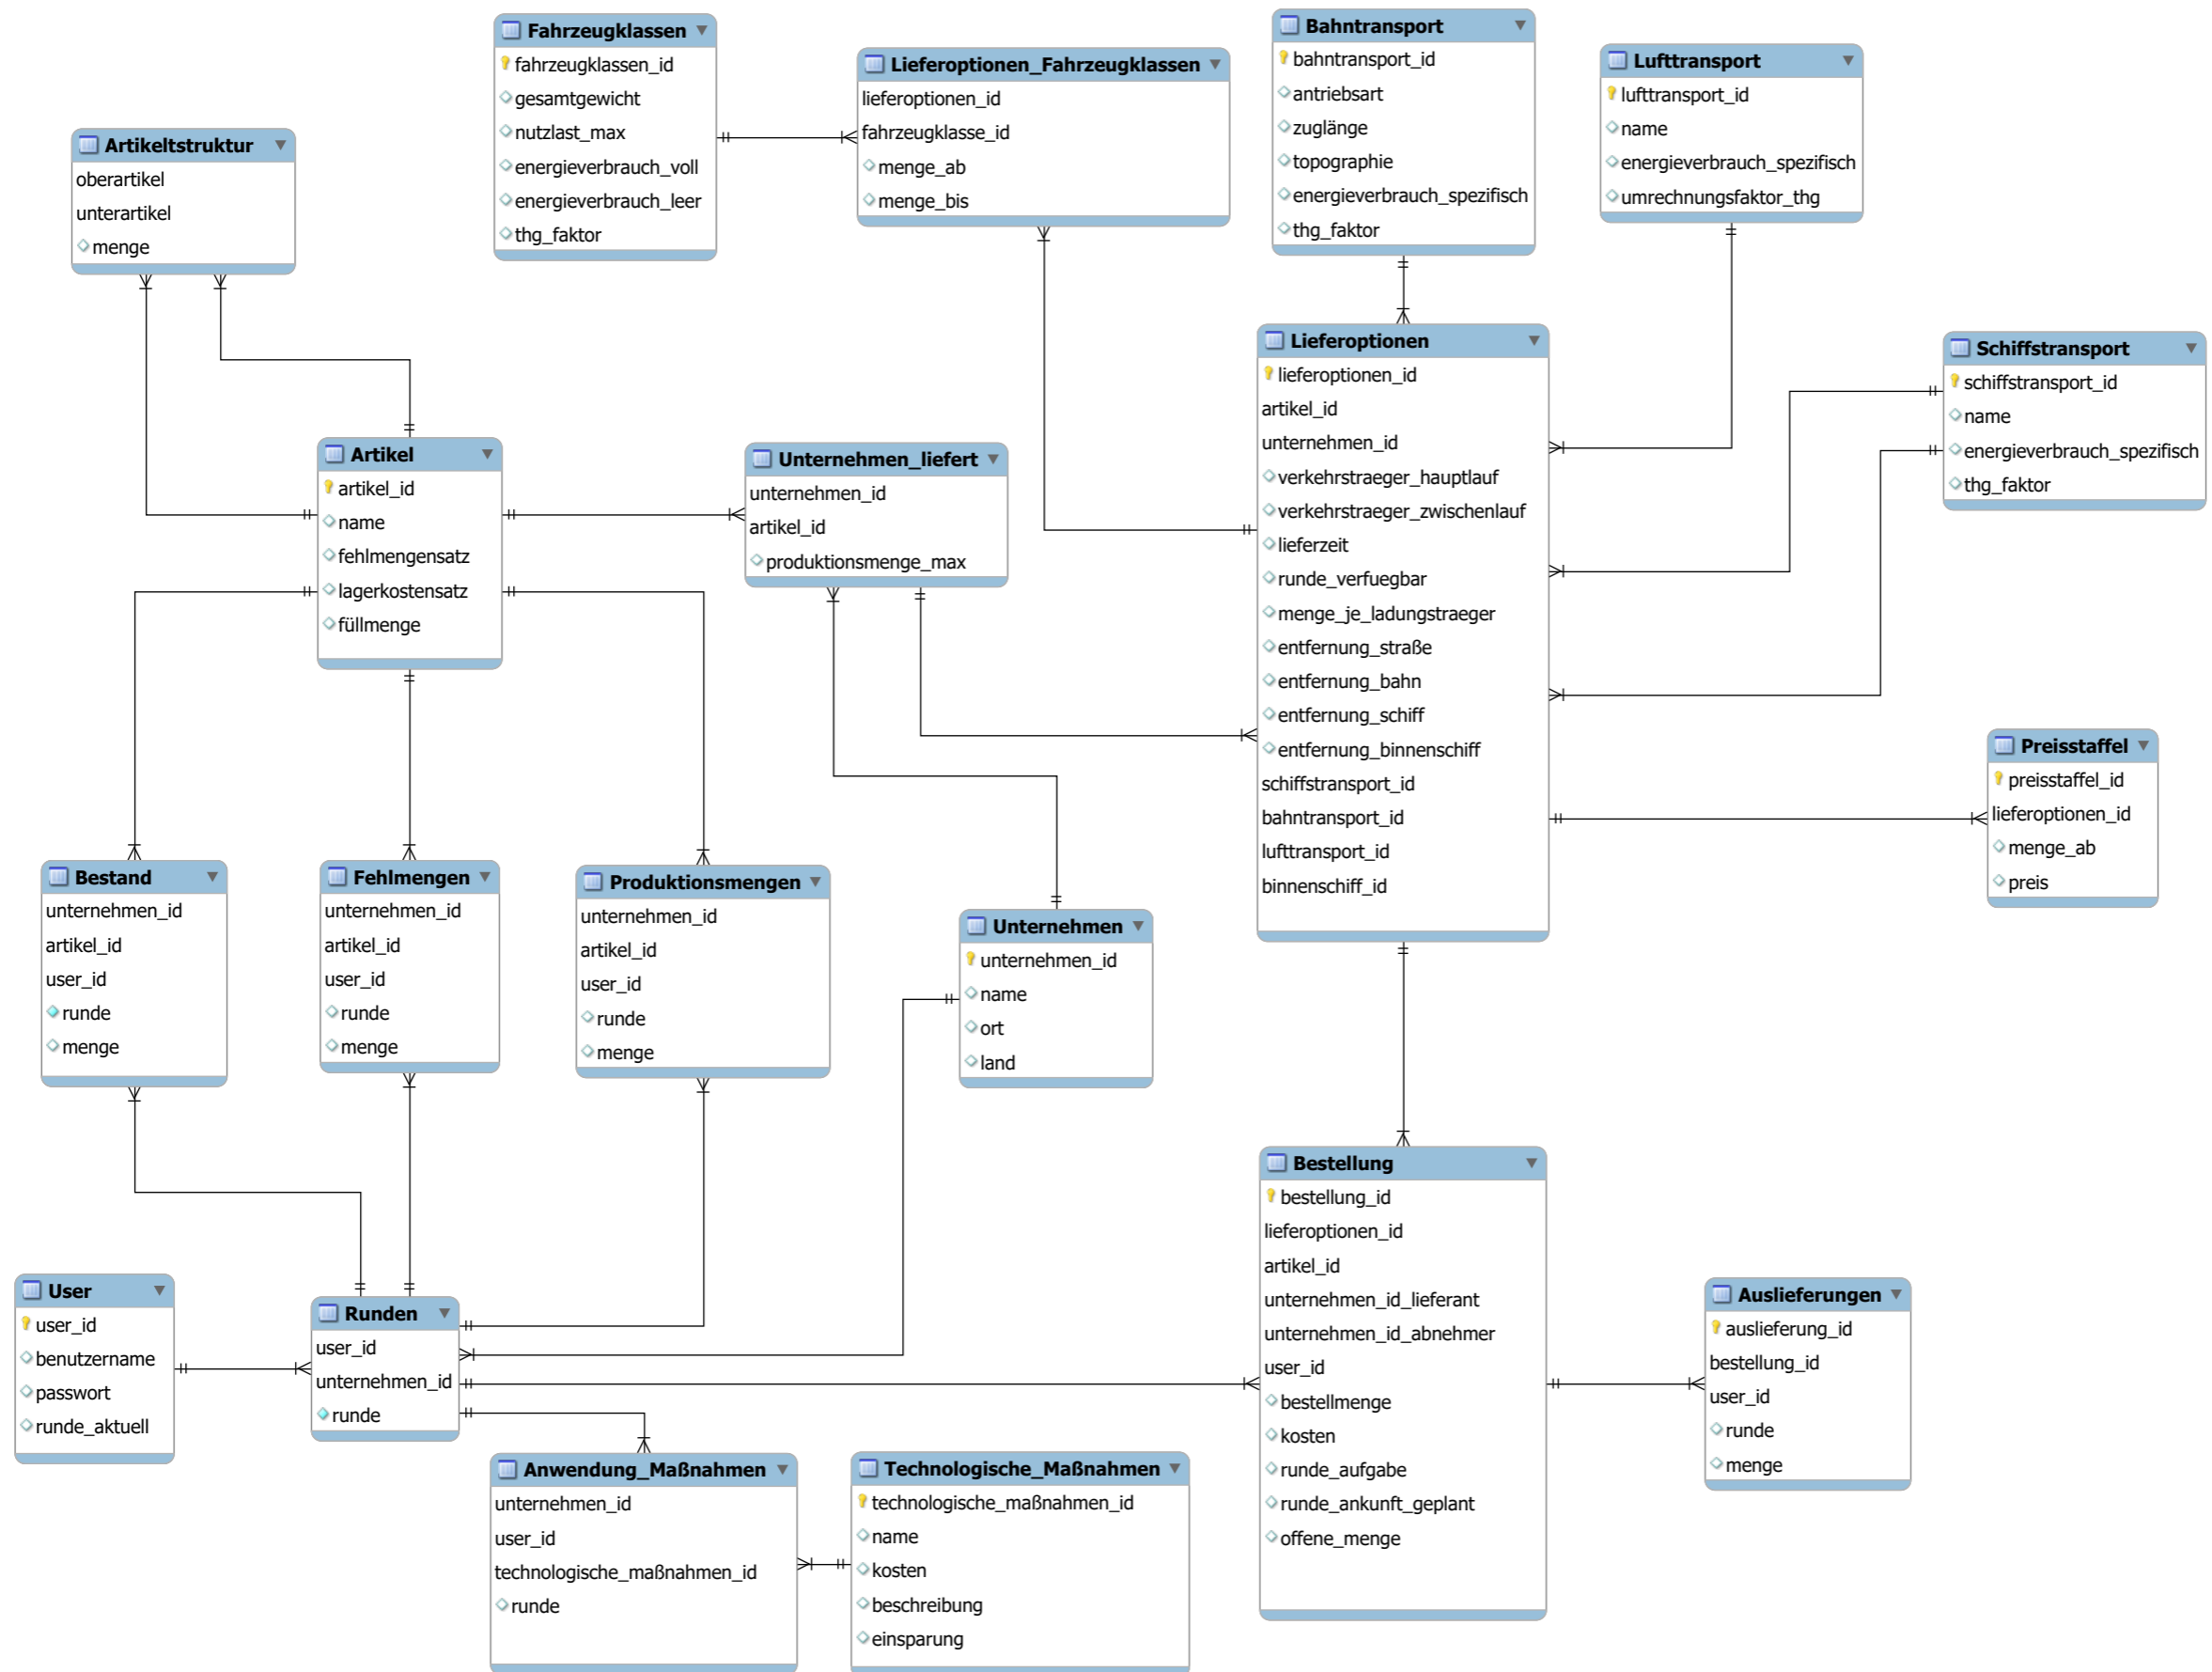 Fahrzeugklassen
fahrzeugklassen_id
gesamtgewicht
nutzlast_max
energieverbrauch_voll
energieverbrauch_leer
thg_faktor
Lieferoptionen_Fahrzeugklassen
lieferoptionen_id
fahrzeugklasse_id
menge_ab
menge_bis
Bahntransport
bahntransport_id
antriebsart
zuglänge
topographie
energieverbrauch_spezifisch
thg_faktor
Lufttransport
lufttransport_id
name
energieverbrauch_spezifisch
umrechnungsfaktor_thg
Artikeltstruktur
oberartikel
unterartikel
menge
Lieferoptionen
lieferoptionen_id
artikel_id
unternehmen_id
verkehrstraeger_hauptlauf
verkehrstraeger_zwischenlauf
lieferzeit
runde_verfuegbar
menge_je_ladungstraeger
entfernung_straße
entfernung_bahn
entfernung_schiff
entfernung_binnenschiff
schiffstransport_id
bahntransport_id
lufttransport_id
binnenschiff_id
Schiffstransport
schiffstransport_id
name
energieverbrauch_spezifisch
thg_faktor
Artikel
artikel_id
name
fehlmengensatz
lagerkostensatz
füllmenge
Unternehmen_liefert
unternehmen_id
artikel_id
produktionsmenge_max
Preisstaffel
preisstaffel_id
lieferoptionen_id
menge_ab
preis
Bestand
unternehmen_id
artikel_id
user_id
runde
menge
Fehlmengen
unternehmen_id
artikel_id
user_id
runde
menge
Produktionsmengen
unternehmen_id
artikel_id
user_id
runde
menge
Unternehmen
unternehmen_id
name
ort
land
Bestellung
bestellung_id
lieferoptionen_id
artikel_id
unternehmen_id_lieferant
unternehmen_id_abnehmer
user_id
bestellmenge
kosten
runde_aufgabe
runde_ankunft_geplant
offene_menge
User
user_id
benutzername
passwort
runde_aktuell
Runden
user_id
unternehmen_id
runde
Auslieferungen
auslieferung_id
bestellung_id
user_id
runde
menge
Anwendung_Maßnahmen
unternehmen_id
user_id
technologische_maßnahmen_id
runde
Technologische_Maßnahmen
technologische_maßnahmen_id
name
kosten
beschreibung
einsparung